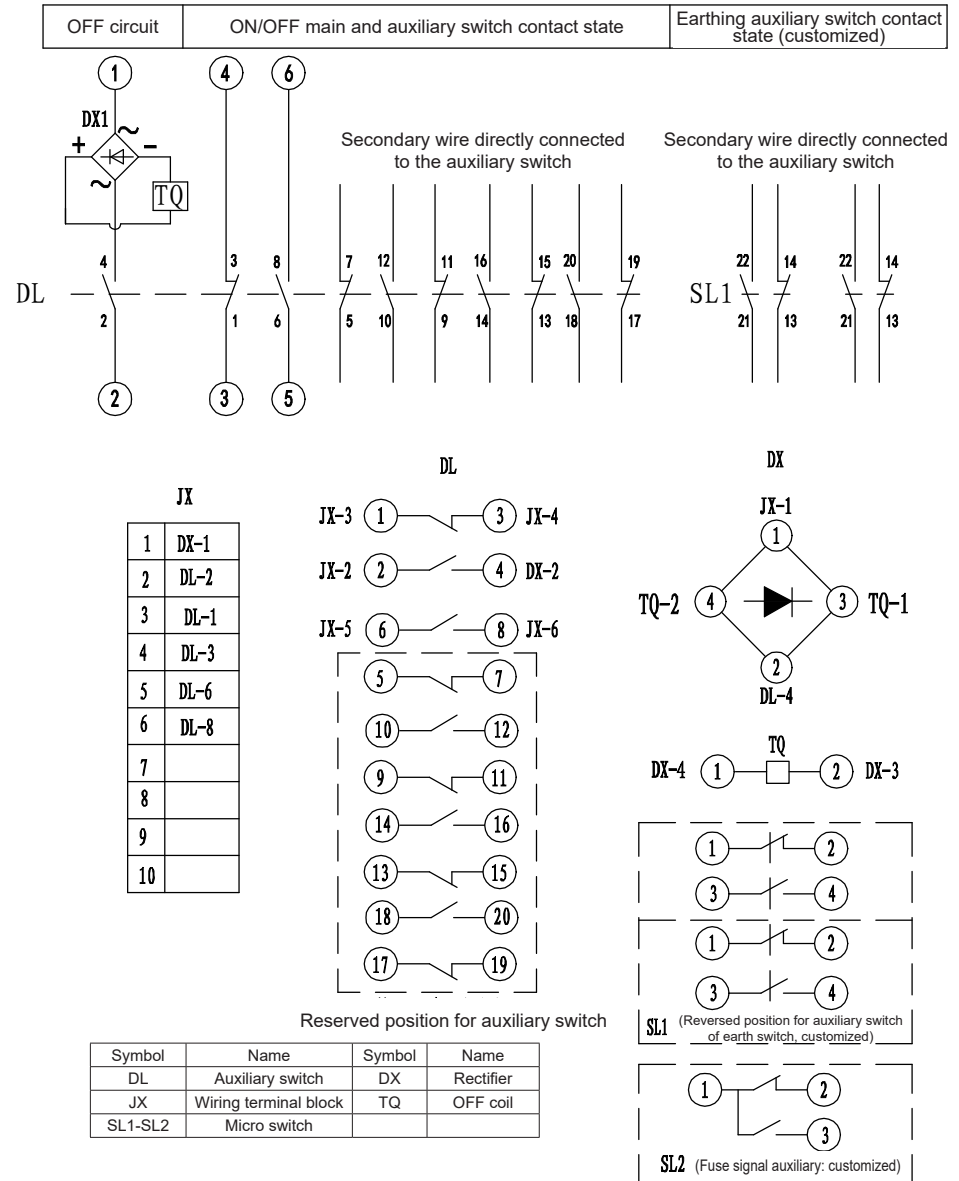 OFF circuit
ON/OFF main and auxiliary switch contact state
Earthing auxiliary switch contact
state (customized)
1
4
6
DX1
+
~
-
~
TQ
Secondary wire directly connected
to the auxiliary switch
Secondary wire directly connected
to the auxiliary switch
4 3 8 7 12 11 16 15 20 19 22 14 22 14
DL
SL1
2 1 6 5 10 9 14 13 18 17 21 13 21 13
2
3
5
JX
1 DX-1
2 DL-2
3 DL-1
4 DL-3
5 DL-6
6 DL-8
7
8
9
10
DL
JX-3 1 3 JX-4
JX-2 2 4 DX-2
JX-5 6 8 JX-6
5 7
10 12
9 11
14 16
13 15
18 20
17 19
Reserved position for auxiliary switch
DX
JX-1
1
TQ-2 4 3 TQ-1
2
DL-4
TQ
DX-4 1 2 DX-3
1 2
3 4
1 2
3 4
SL1 (Reversed position for auxiliary switch
of earth switch, customized)
1 2
3
SL2 (Fuse signal auxiliary: customized)
Symbol Name Symbol Name
DL Auxiliary switch DX Rectifier
JX Wiring terminal block TQ OFF coil
SL1-SL2 Micro switch